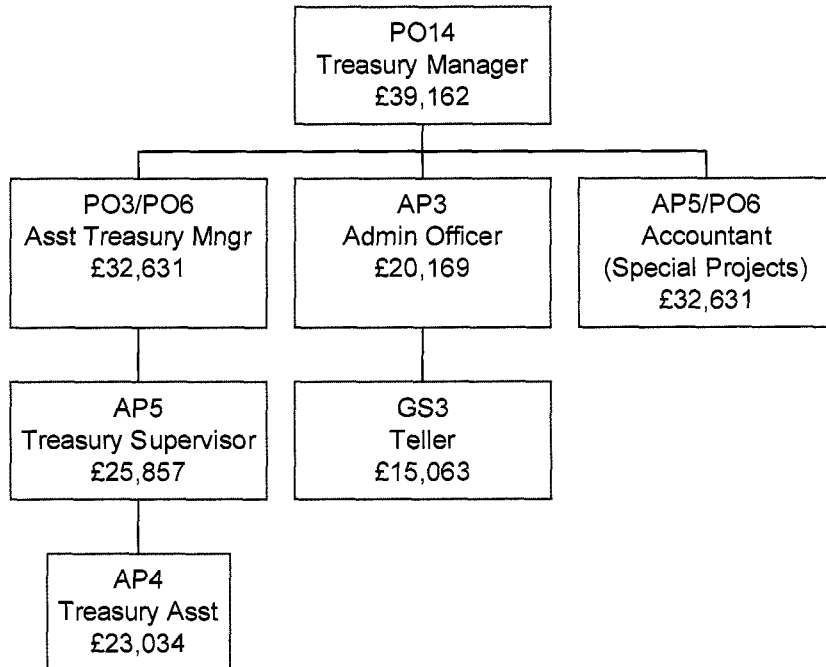 PO14
Treasury Manager
£39,162
PO3/PO6
Asst Treasury Mngr
£32,631
AP3
Admin Officer
£20,169
AP5/PO6
Accountant
(Special Projects)
£32,631
AP5
Treasury Supervisor
£25,857
GS3
Teller
£15,063
AP4
Treasury Asst
£23,034